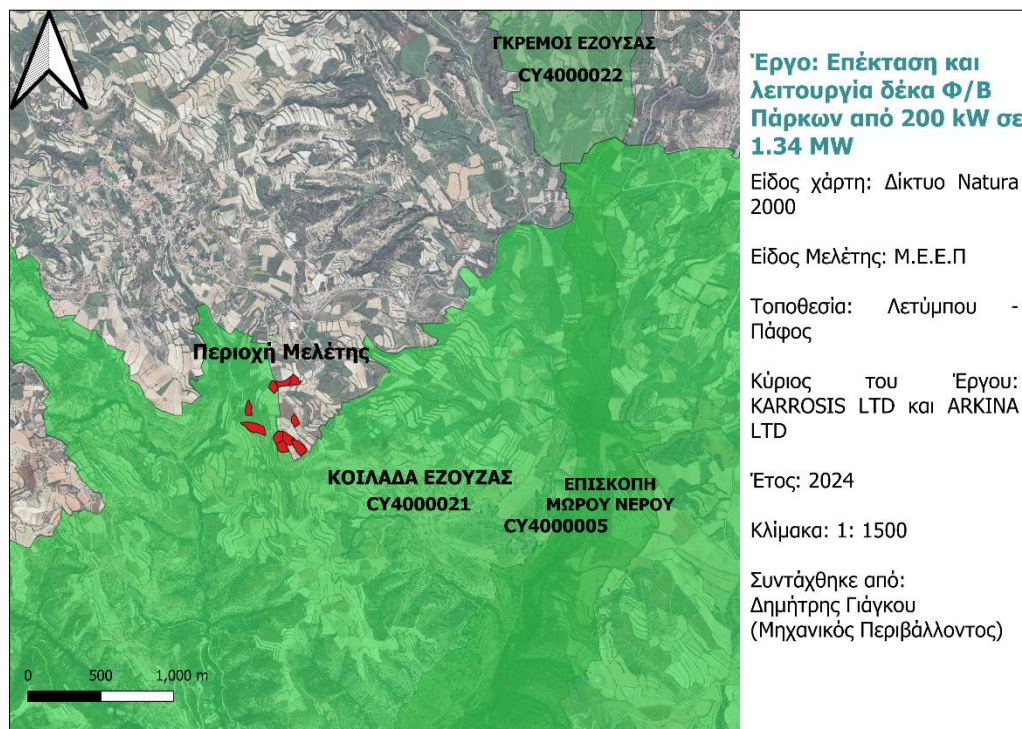 ΓΚΡΕΜΟΙ ΕΖΟΥΣΑΣ
CY4000022
Περιοχή Μελέτης
ΚΟΙΛΑΔΑ ΕΖΟΥΖΑΣ
CY4000021
ΕΠΙΣΚΟΠΗ
ΜΩΡΟΥ ΝΕΡΟΥ
CY4000005
0 500 1,000 m
Έργο: Επέκταση και
λειτουργία δέκα Φ/Β
Πάρκων από 200 kW σε
1.34 MW
Είδος χάρτη: Δίκτυο Natura
2000
Είδος Μελέτης: Μ.Ε.Ε.Π
Τοποθεσία: Λετύμπου -
Πάφος
Κύριος του Έργου:
KARROSIS LTD και ARKINA
LTD
Έτος: 2024
Κλίμακα: 1: 1500
Συντάχθηκε από:
Δημήτρης Γιάγκου
(Μηχανικός Περιβάλλοντος)